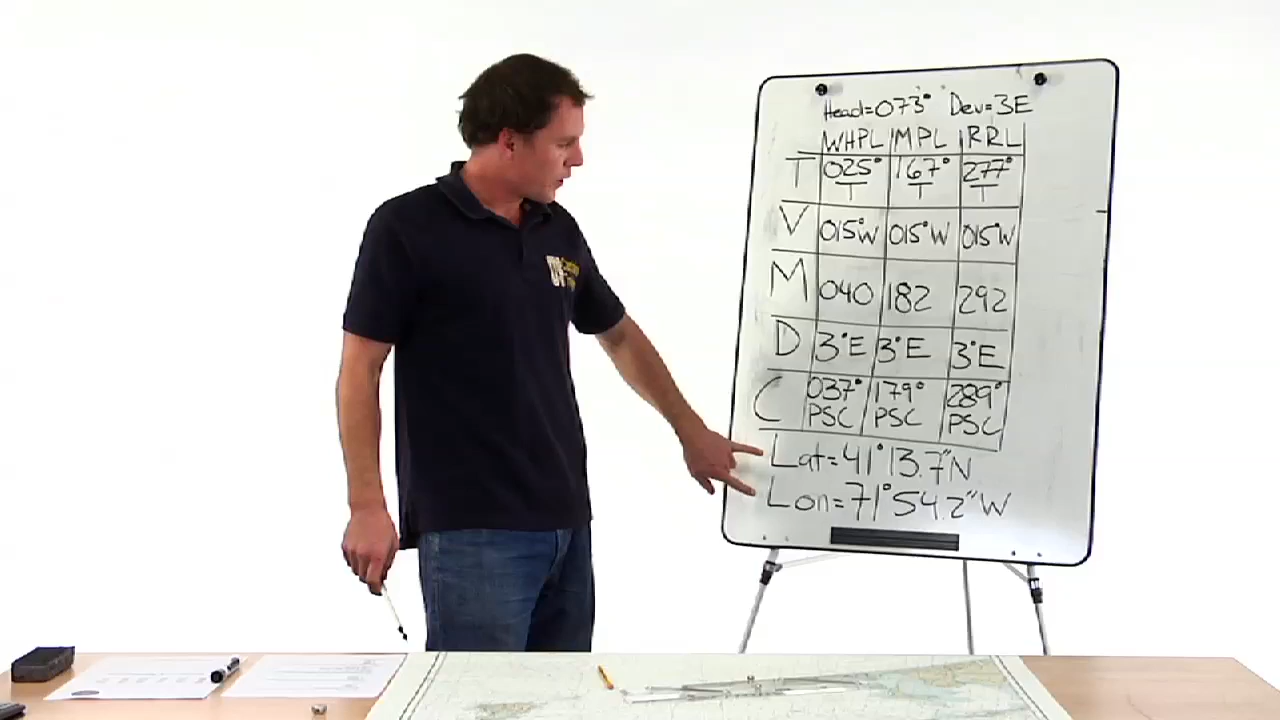 Head=073° Dev=3E
WHPL MPL RRL
T 025° T 167° T 277° T
V 015°W 015°W 015°W
M 040 182 292
D 3°E 3°E 3°E
C 037° PSC 179° PSC 289° PSC
Lat=41°13.7"N
Lon=71°54.2"W